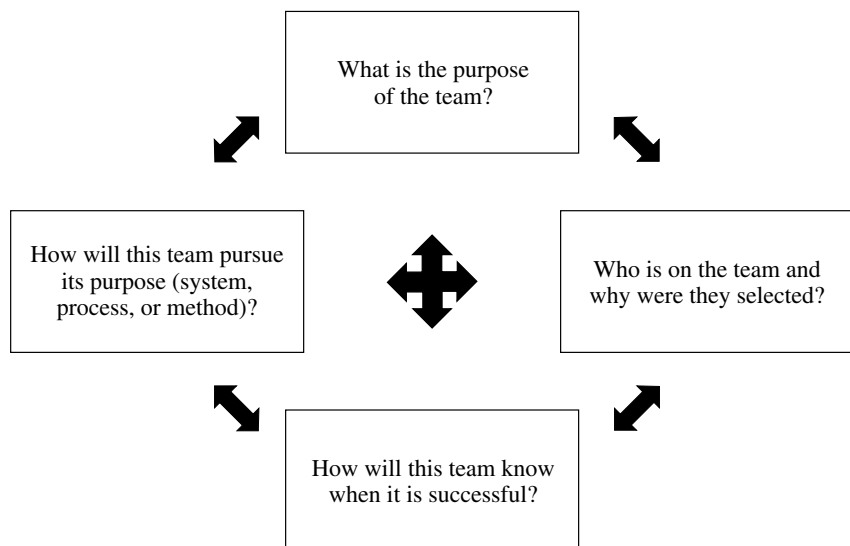 What is the purpose
of the team?
How will this team pursue
its purpose (system,
process, or method)?
Who is on the team and
why were they selected?
How will this team know
when it is successful?